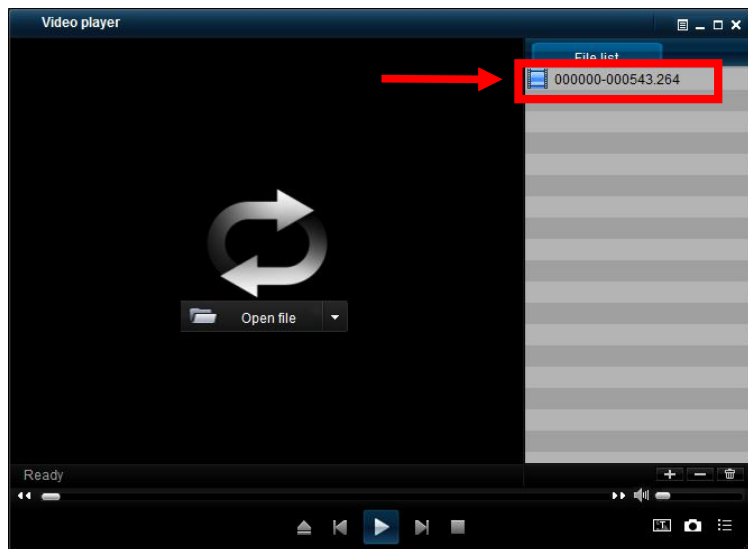 Video player
File list
000000-000543.264
Open file
Ready